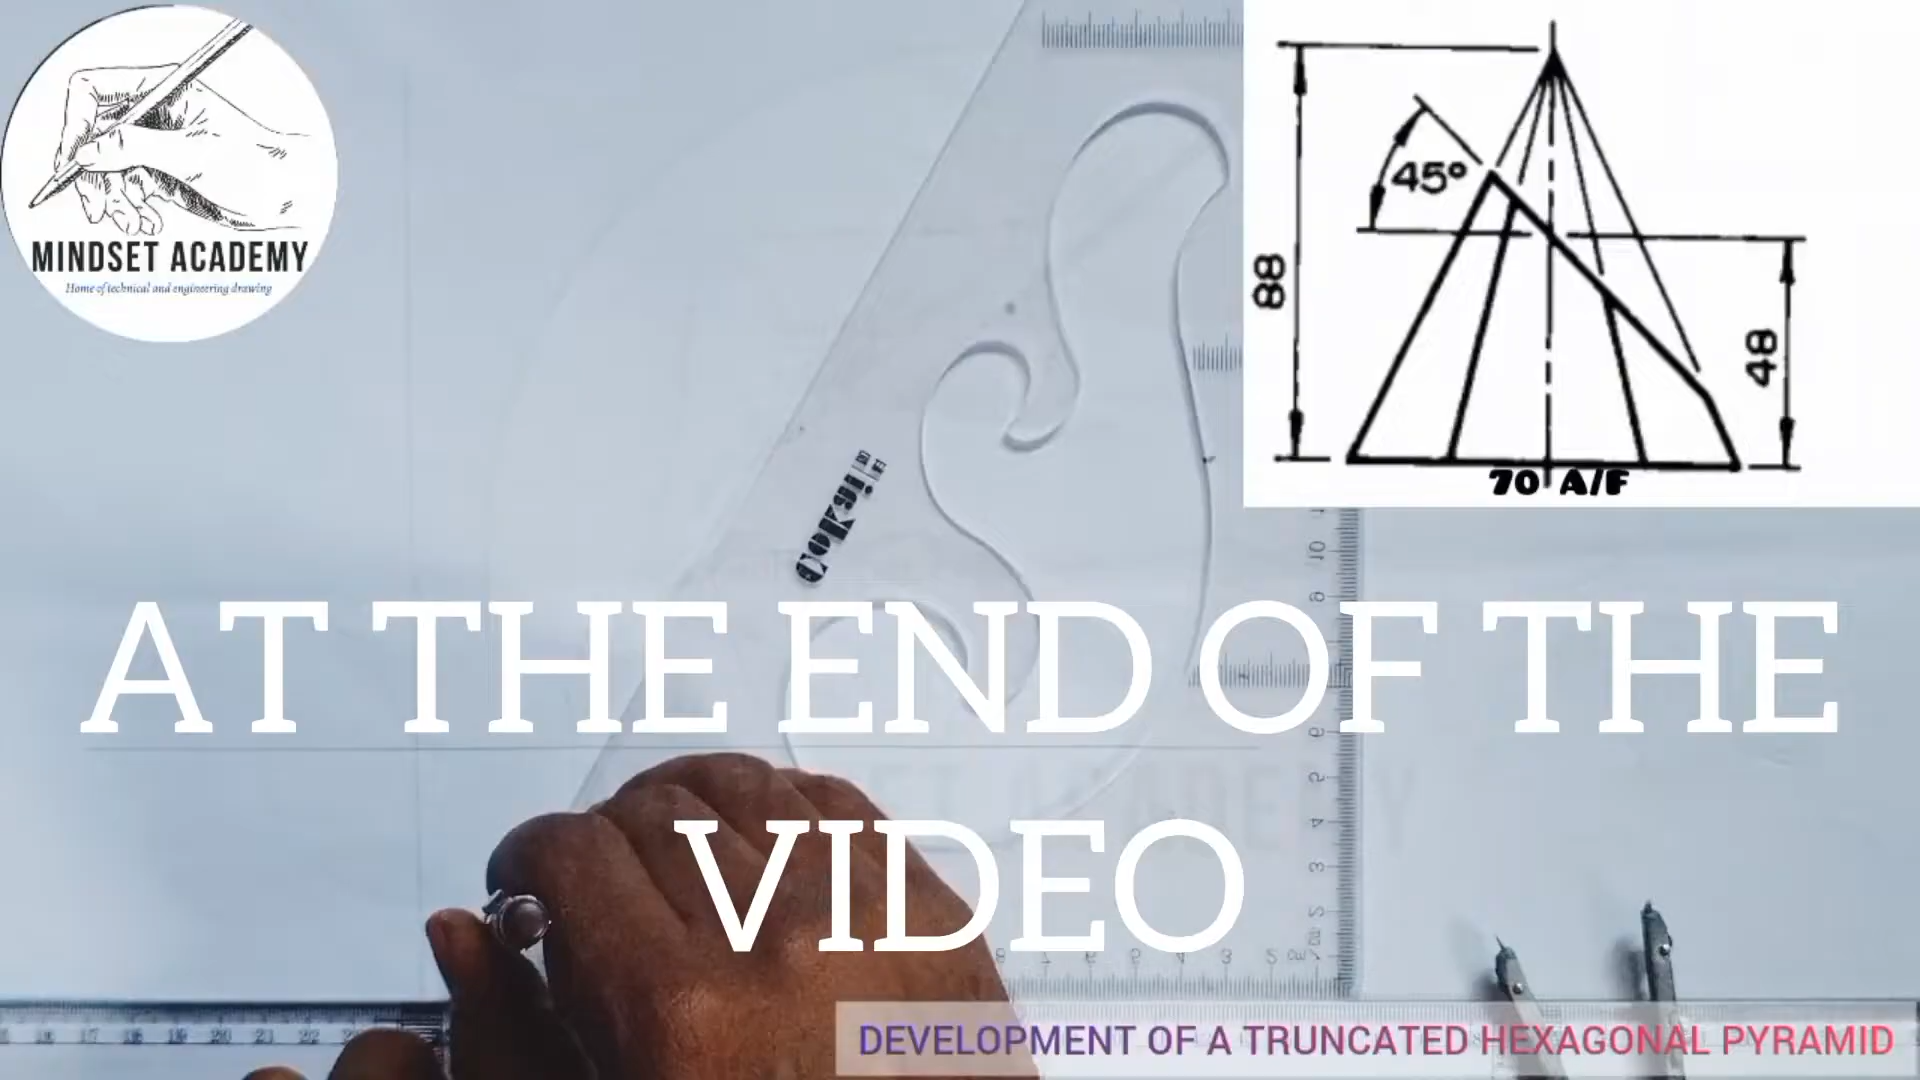 MINDSET ACADEMY
Home of technical and engineering drawing
45°
88
48
70 A/F
AT THE END OF THE
VIDEO
DEVELOPMENT OF A TRUNCATED HEXAGONAL PYRAMID